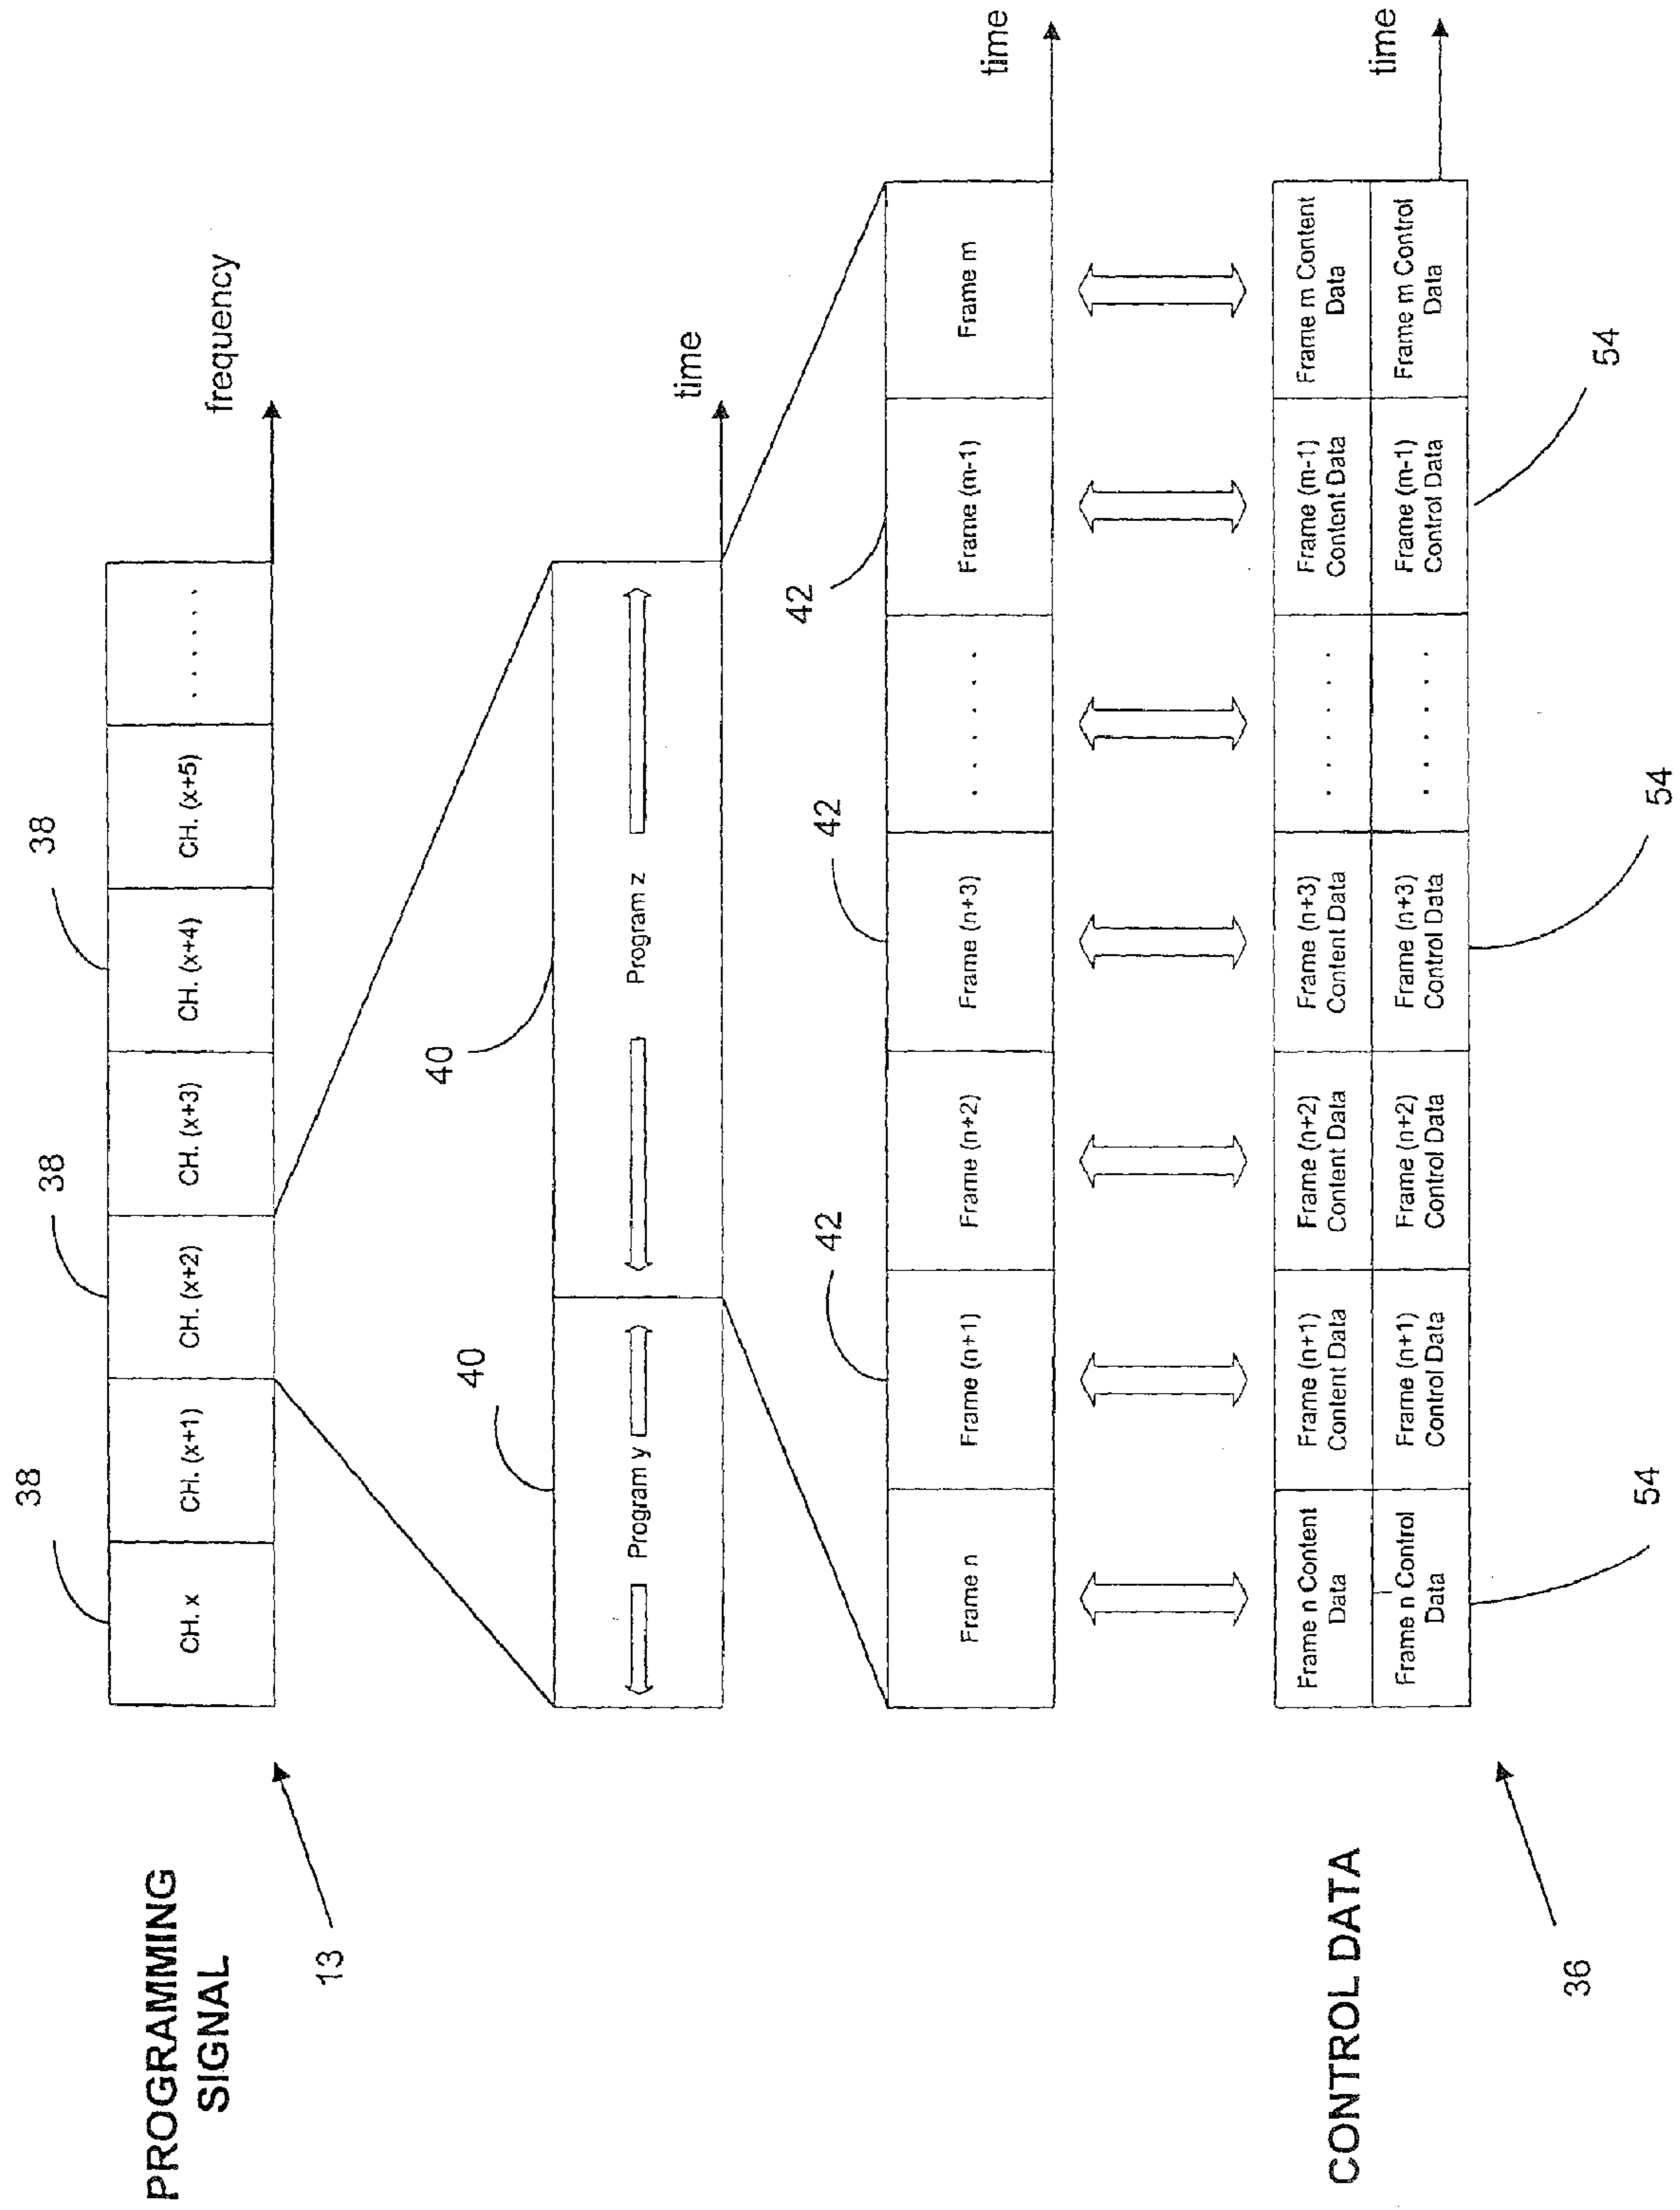 PROGRAMMING
SIGNAL
13
38
38
38
CH. x
CH. (x+1)
CH. (x+2)
CH. (x+3)
CH. (x+4)
CH. (x+5)
. . . . . .
frequency
40
40
Program y
Program z
time
42
42
42
Frame n
Frame (n+1)
Frame (n+2)
Frame (n+3)
. . . . . .
Frame (m-1)
Frame m
time
CONTROL DATA
36
Frame n Content
Data
Frame (n+1)
Content Data
Frame (n+2)
Content Data
Frame (n+3)
Content Data
. . . . . .
Frame (m-1)
Content Data
Frame m Content
Data
Frame n Control
Data
Frame (n+1)
Control Data
Frame (n+2)
Control Data
Frame (n+3)
Control Data
. . . . . .
Frame (m-1)
Control Data
Frame m Control
Data
time
54
54
54